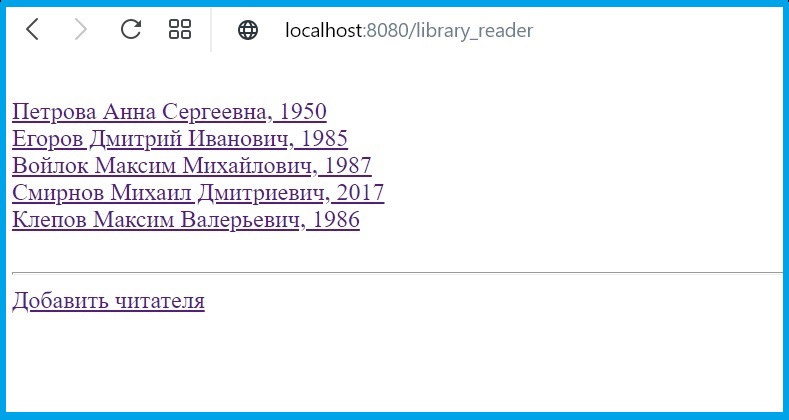 localhost:8080/library_reader
Петрова Анна Сергеевна, 1950
Егоров Дмитрий Иванович, 1985
Войлок Максим Михайлович, 1987
Смирнов Михаил Дмитриевич, 2017
Клепов Максим Валерьевич, 1986
Добавить читателя